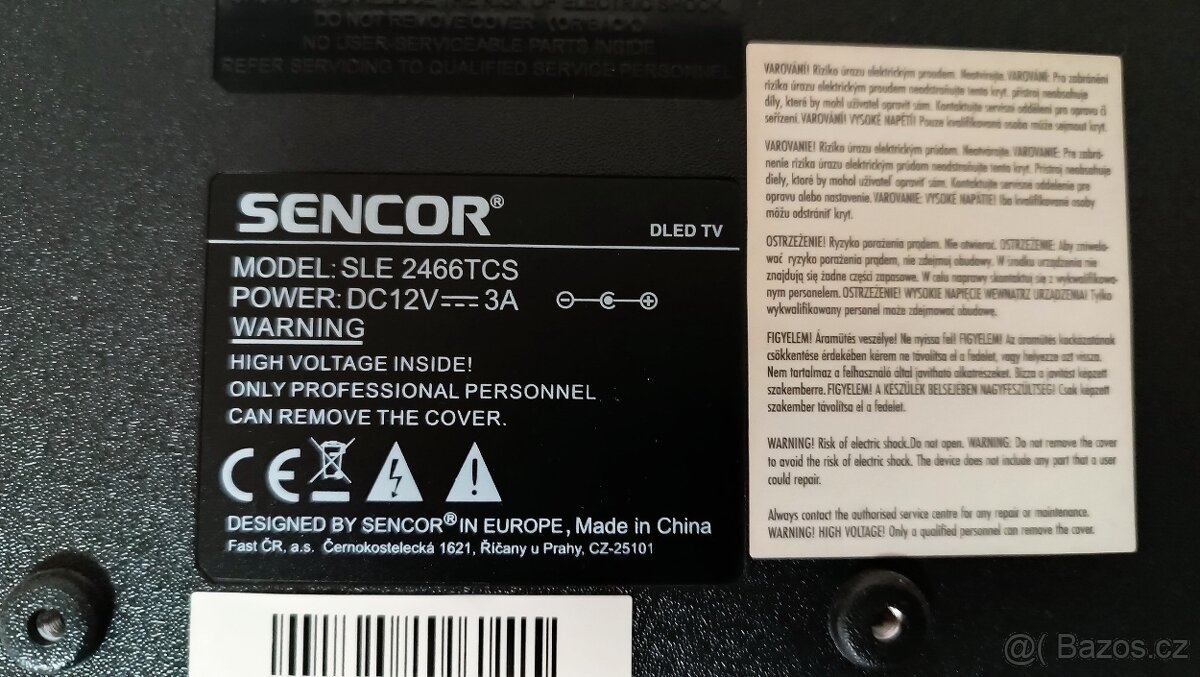 DO NOT REMOVE COVER (OR BACK)
NO USER-SERVICEABLE PARTS INSIDE
REFER SERVICING TO QUALIFIED SERVICE PERSONNEL
SENCOR®
DLED TV
MODEL: SLE 2466TCS
POWER: DC12V⎓ 3A
WARNING
HIGH VOLTAGE INSIDE!
ONLY PROFESSIONAL PERSONNEL
CAN REMOVE THE COVER.
CE
DESIGNED BY SENCOR® IN EUROPE, Made in China
Fast ČR, a.s. Černokostelecká 1621, Říčany u Prahy, CZ-25101
VAROVÁNÍ! Riziko úrazu elektrickým proudem. Neotvírejte. VAROVÁNÍ: Pro zabránění
rizika úrazu elektrickým proudem neodstraňujte tento kryt. přístroj neobsahuje
díly, které by mohl uživatel opravit sám. Kontaktujte servisní oddělení pro opravu či
seřízení. VAROVÁNÍ! VYSOKÉ NAPĚTÍ! Pouze kvalifikovaná osoba může sejmout kryt.
VAROVANIE! Riziko úrazu elektrickým prúdom. Neotvárajte. VAROVANIE: Pre zabrá-
nenie rizika úrazu elektrickým prúdom neodstraňujte tento kryt. Prístroj neobsahuje
diely, ktoré by mohol užívateľ opraviť sám. Kontaktujte servisne oddelenie pre
opravu alebo nastavenie. VAROVANIE: VYSOKÉ NAPÄTIE! Iba kvalifikovaná osoby
môžu odstrániť kryt.
OSTRZEŻENIE! Ryzyko porażenia prądem. Nie otwierać. OSTRZEŻENIE: Aby zniwelo-
wać ryzyko porażenia prądem, nie zdejmuj obudowy. W środku urządzenia nie
znajdują się żadne części zapasowe. W celu naprawy skontaktuj się z wykwalifikowa-
nym personelem. OSTRZEŻENIE! WYSOKIE NAPIĘCIE WEWNATRZ URZADZENIA! Tylko
wykwalifikowany personel może zdejmować obudowę.
FIGYELEM! Áramütés veszélye! Ne nyissa fel! FIGYELEM! Az áramütés kockázatának
csökkentése érdekében kérem ne távolítsa el a fedelet, vagy helyezze azt vissza.
Nem tartalmaz a felhasználó által javítható alkatrészeket. Bízza a javítást képzett
szakemberre. FIGYELEM! A KÉSZÜLÉK BELSEJÉBEN NAGYFESZÜLTSÉG! Csak képzett
szakember távolítsa el a fedelet.
WARNING! Risk of electric shock.Do not open. WARNING: Do not remove the cover
to avoid the risk of electric shock. The device does not include any part that a user
could repair.
Always contact the authorised service centre for any repair or maintenance.
WARNING! HIGH VOLTAGE! Only a qualified personnel can remove the cover.
@( Bazos.cz